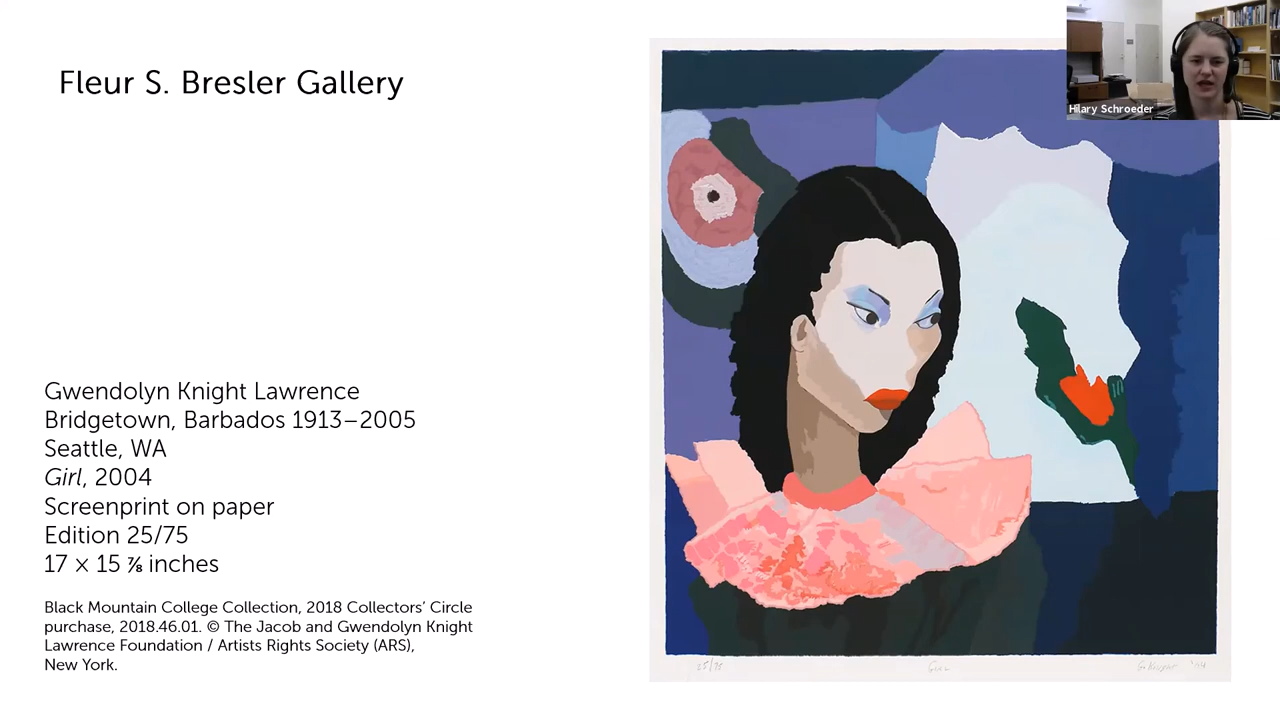 Fleur S. Bresler Gallery
Hilary Schroeder
Gwendolyn Knight Lawrence
Bridgetown, Barbados 1913–2005
Seattle, WA
Girl, 2004
Screenprint on paper
Edition 25/75
17 × 15 ⅞ inches
Black Mountain College Collection, 2018 Collectors’ Circle
purchase, 2018.46.01. © The Jacob and Gwendolyn Knight
Lawrence Foundation / Artists Rights Society (ARS),
New York.
25/75